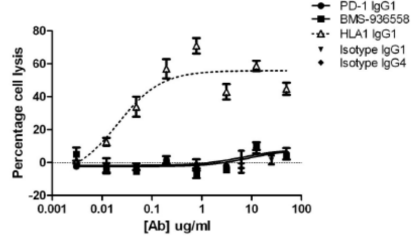 PD-1 IgG1
BMS-936558
HLA1 IgG1
Isotype IgG1
Isotype IgG4
Percentage cell lysis
80
60
40
20
0
-20
0.001 0.01 0.1 1 10 100
[Ab] ug/ml